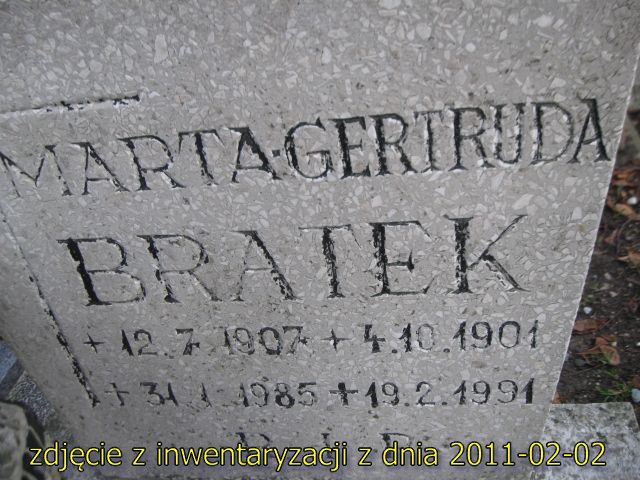 MARTA·GERTRUDA
BRATEK
+ 12.7.1907 + 4.10.1901
+ 31.1.1985 + 19.2.1991
zdjęcie z inwentaryzacji z dnia 2011-02-02